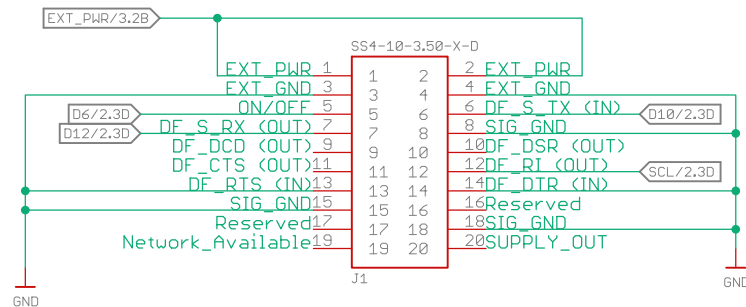 EXT_PWR/3.2B
SS4-10-3.50-X-D
EXT_PWR 1 1 2 2 EXT_PWR
EXT_GND 3 3 4 4 EXT_GND
D6/2.3D ON/OFF 5 5 6 6 DF_S_TX (IN) D10/2.3D
D12/2.3D DF_S_RX (OUT) 7 7 8 8 SIG_GND
DF_DCD (OUT) 9 9 10 10 DF_DSR (OUT)
DF_CTS (OUT) 11 11 12 12 DF_RI (OUT) SCL/2.3D
DF_RTS (IN) 13 13 14 14 DF_DTR (IN)
SIG_GND 15 15 16 16 Reserved
Reserved 17 17 18 18 SIG_GND
Network_Available 19 19 20 20 SUPPLY_OUT
J1
GND
GND